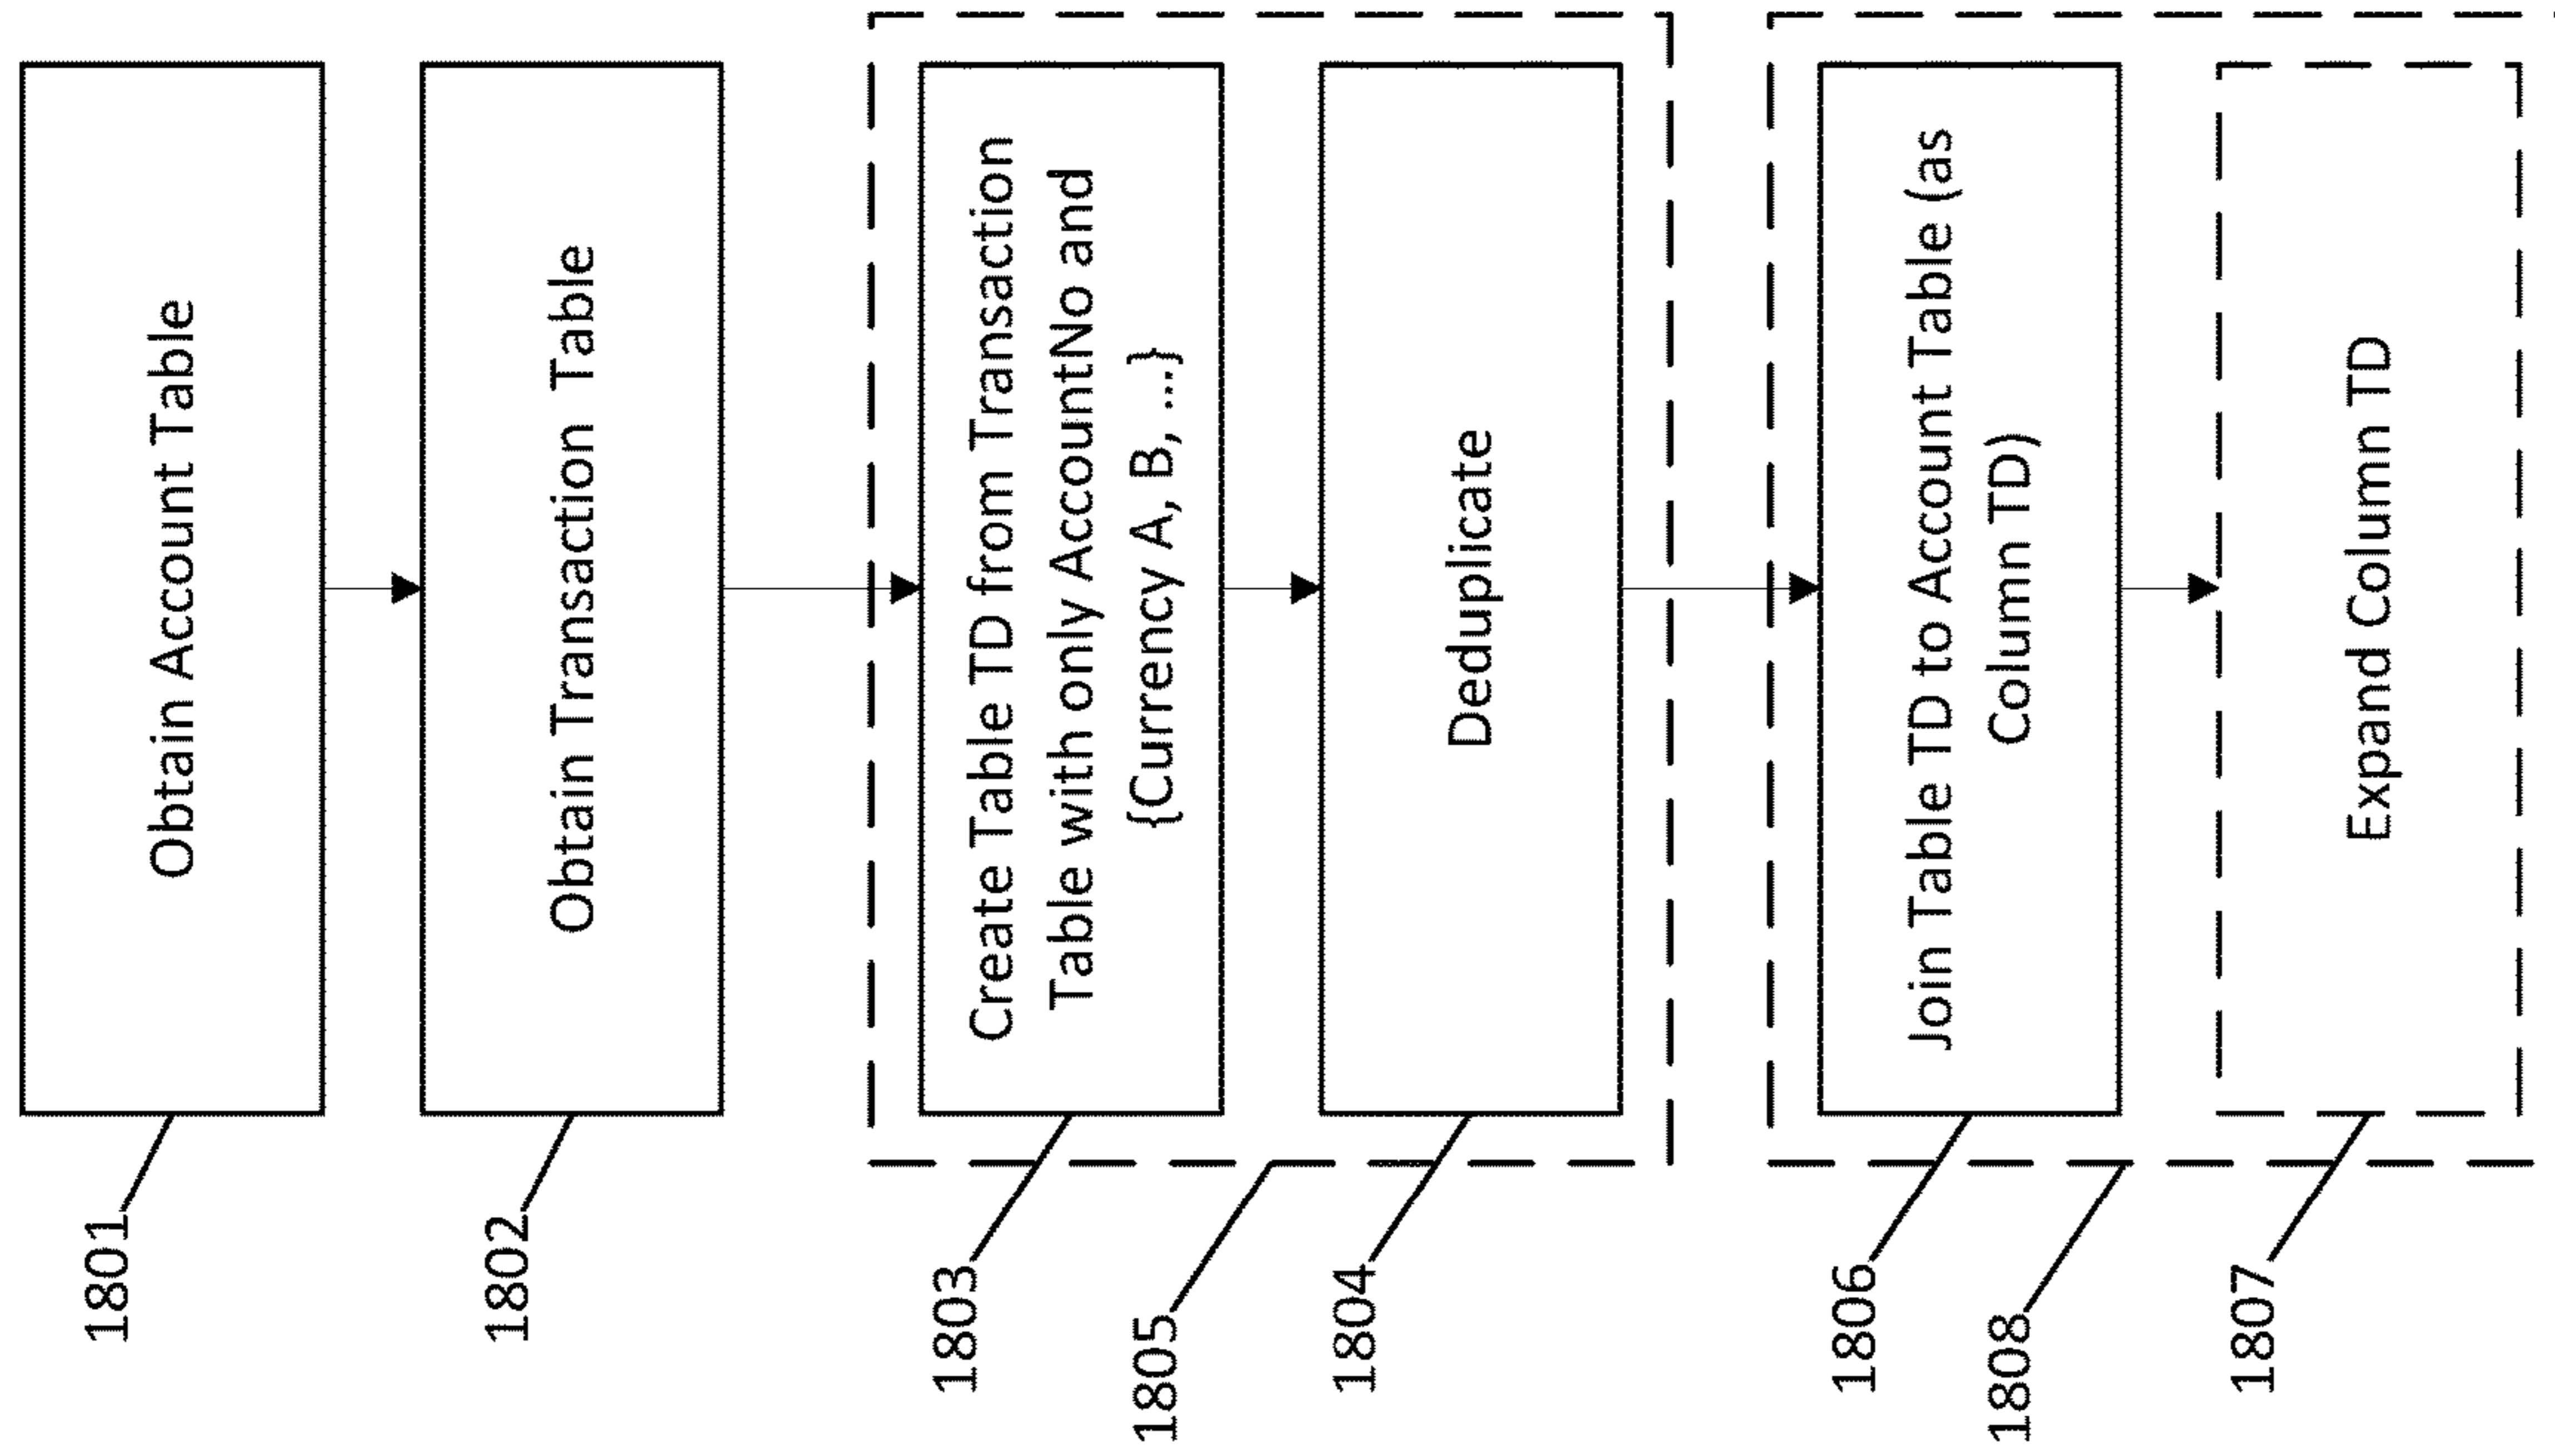 1801
Obtain Account Table
1802
Obtain Transaction Table
1803
Create Table TD from Transaction
Table with only AccountNo and
{Currency A, B, ...}
1805
1804
Deduplicate
1806
Join Table TD to Account Table (as
Column TD)
1808
1807
Expand Column TD